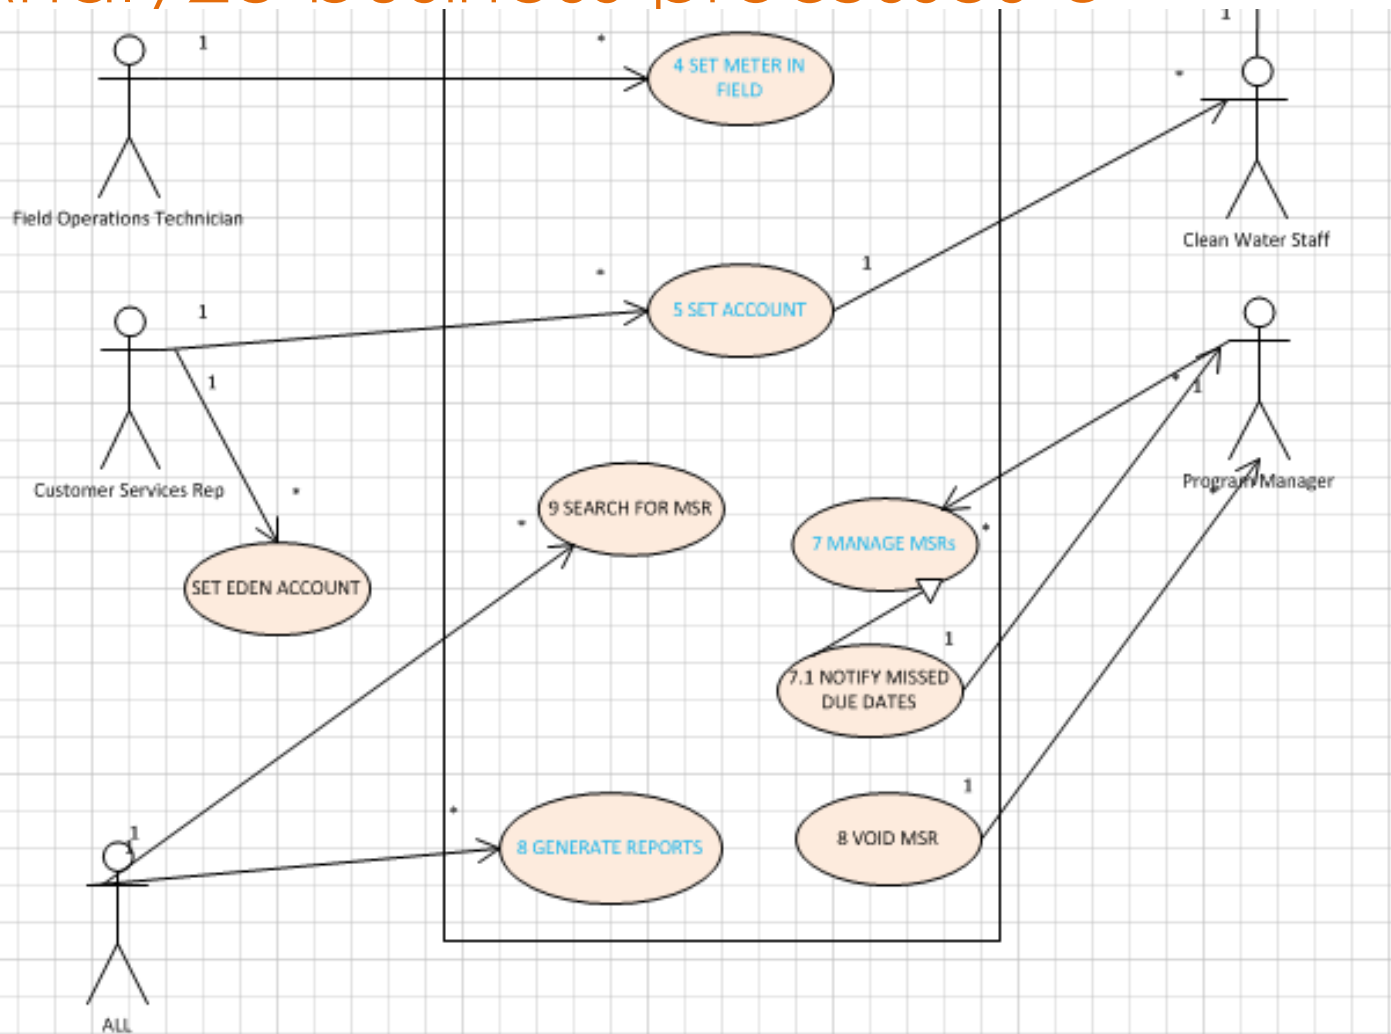 1
*
4 SET METER IN
FIELD
1
*
Field Operations Technician
Clean Water Staff
1
*
5 SET ACCOUNT
1
1
*
1
Customer Services Rep
*
SET EDEN ACCOUNT
9 SEARCH FOR MSR
*
7 MANAGE MSRs
*
Program Manager
*
1
7.1 NOTIFY MISSED
DUE DATES
1
8 VOID MSR
*
8 GENERATE REPORTS
1
1
ALL